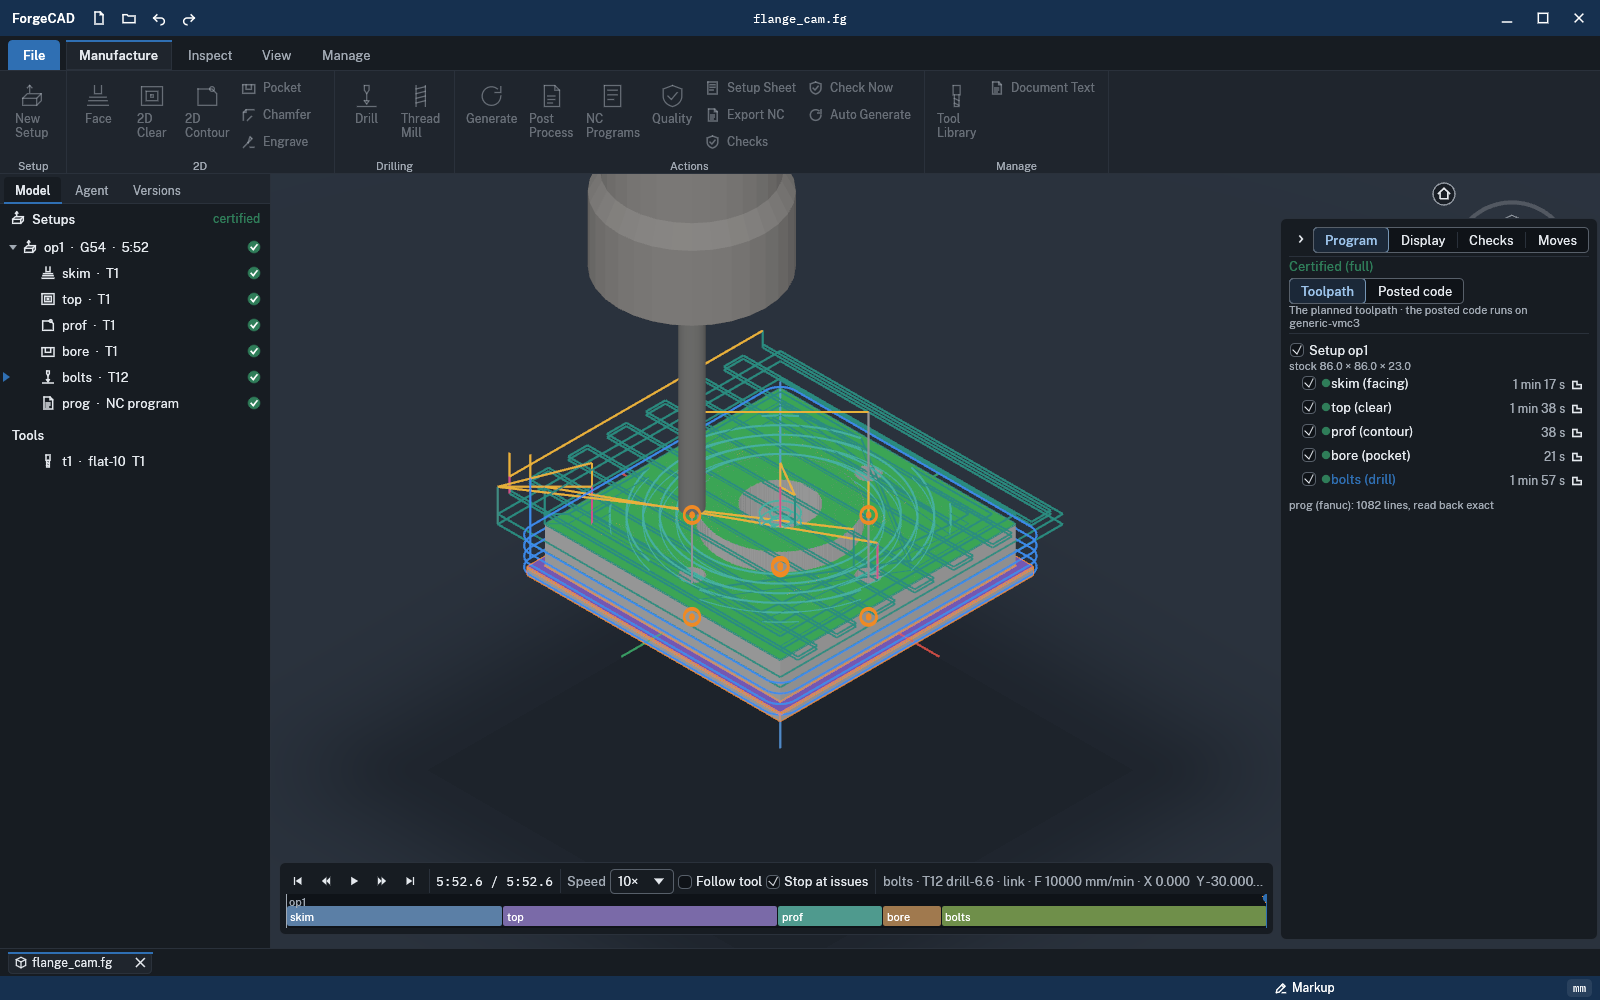 ForgeCAD
flange_cam.fg
File
Manufacture
Inspect
View
Manage
New Setup
Face
2D Clear
2D Contour
Pocket
Chamfer
Engrave
Drill
Thread Mill
Generate
Post Process
NC Programs
Quality
Setup Sheet
Export NC
Checks
Check Now
Auto Generate
Tool Library
Document Text
Setup
2D
Drilling
Actions
Manage
Model
Agent
Versions
Setups
certified
op1 · G54 · 5:52
skim · T1
top · T1
prof · T1
bore · T1
bolts · T12
prog · NC program
Tools
t1 · flat-10 T1
Program
Display
Checks
Moves
Certified (full)
Toolpath
Posted code
The planned toolpath · the posted code runs on
generic-vmc3
Setup op1
stock 86.0 × 86.0 × 23.0
skim (facing) 1 min 17 s
top (clear) 1 min 38 s
prof (contour) 38 s
bore (pocket) 21 s
bolts (drill) 1 min 57 s
prog (fanuc): 1082 lines, read back exact
5:52.6 / 5:52.6
Speed
10×
Follow tool
Stop at issues
bolts · T12 drill-6.6 · link · F 10000 mm/min · X 0.000 Y-30.000...
op1
skim
top
prof
bore
bolts
flange_cam.fg
Markup
mm